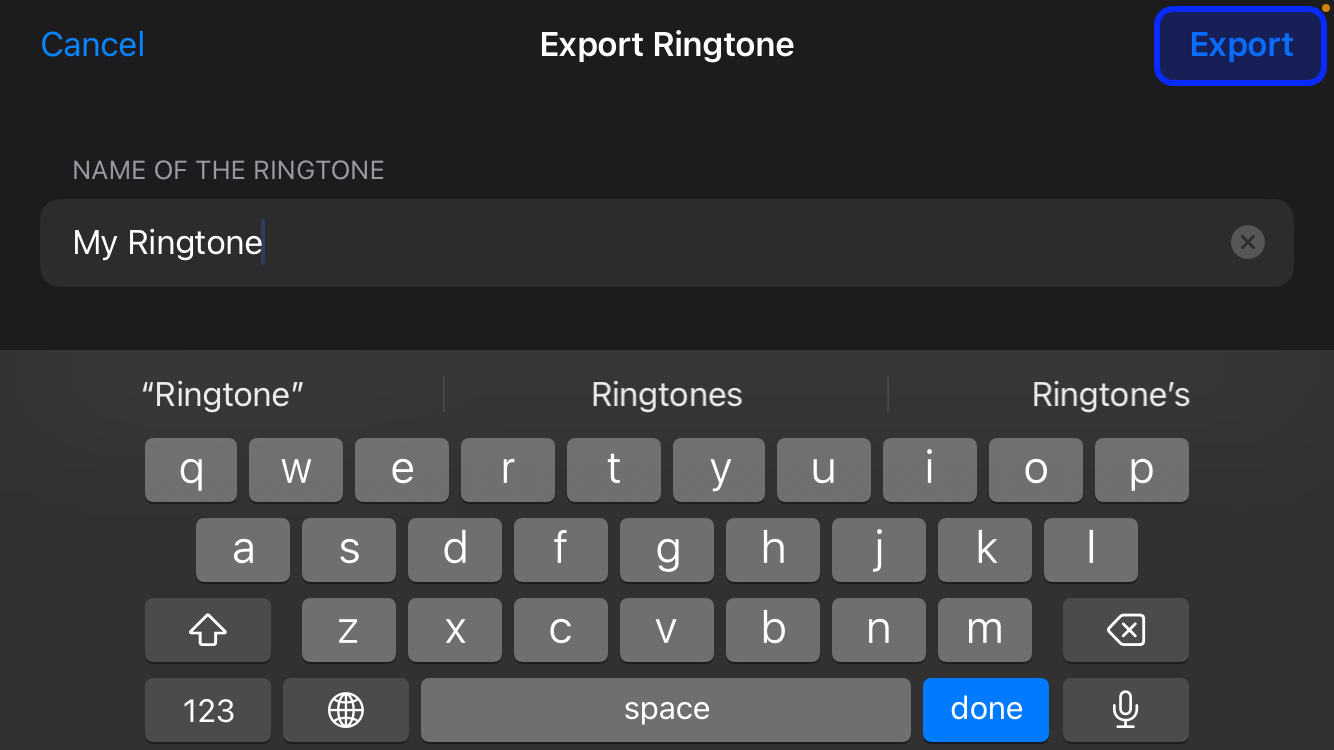 Cancel Export Ringtone Export
NAME OF THE RINGTONE
My Ringtone
“Ringtone” Ringtones Ringtone’s
q w e r t y u i o p
a s d f g h j k l
z x c v b n m
123 space done